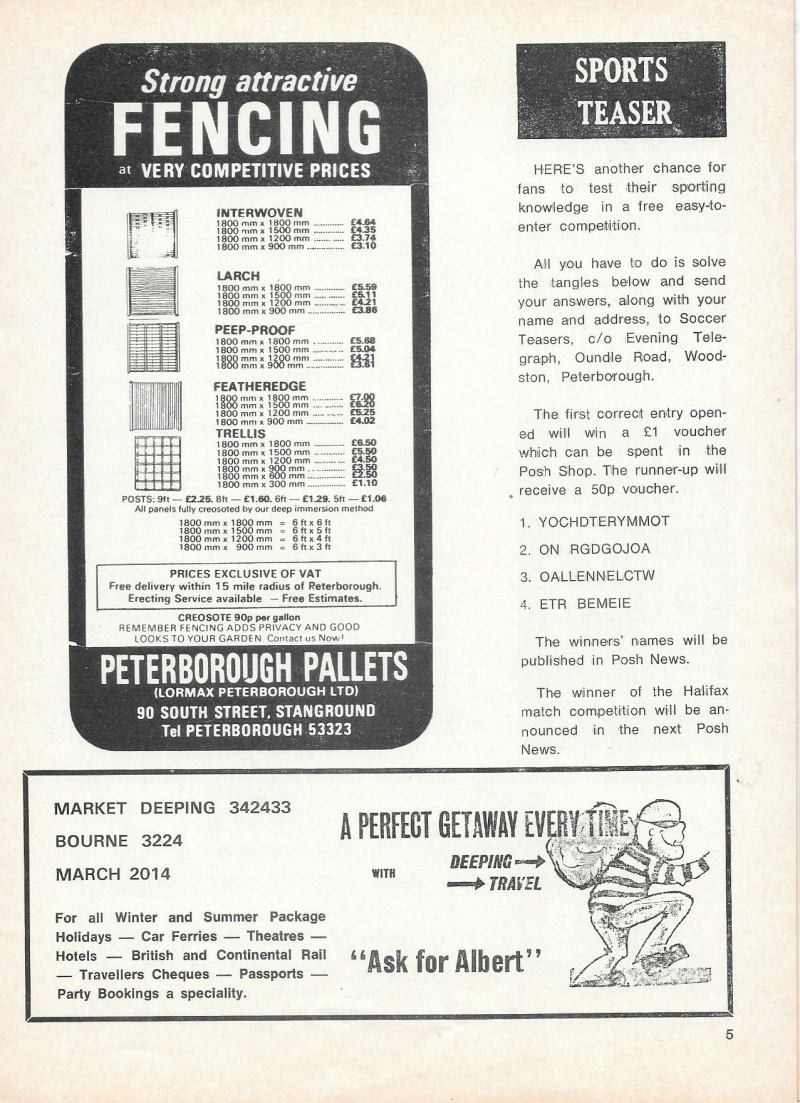 Strong attractive
FENCING
at VERY COMPETITIVE PRICES
INTERWOVEN
1800 mm x 1800 mm ............. £4.64
1800 mm x 1500 mm ............. £4.35
1800 mm x 1200 mm ............. £3.74
1800 mm x 900 mm ............. £3.10
LARCH
1800 mm x 1800 mm ............. £5.59
1800 mm x 1500 mm ............. £5.11
1800 mm x 1200 mm ............. £4.21
1800 mm x 900 mm ............. £3.86
PEEP-PROOF
1800 mm x 1800 mm ............. £5.68
1800 mm x 1500 mm ............. £5.04
1800 mm x 1200 mm ............. £4.21
1800 mm x 900 mm ............. £3.61
FEATHEREDGE
1800 mm x 1800 mm ............. £7.00
1800 mm x 1500 mm ............. £6.20
1800 mm x 1200 mm ............. £5.25
1800 mm x 900 mm ............. £4.02
TRELLIS
1800 mm x 1800 mm ............. £6.50
1800 mm x 1500 mm ............. £5.50
1800 mm x 1200 mm ............. £4.50
1800 mm x 900 mm ............. £3.50
1800 mm x 600 mm ............. £2.50
1800 mm x 300 mm ............. £1.10
POSTS: 9ft — £2.25. 8ft — £1.60. 6ft — £1.29. 5ft — £1.06
All panels fully creosoted by our deep immersion method
1800 mm x 1800 mm = 6 ft x 6 ft
1800 mm x 1500 mm = 6 ft x 5 ft
1800 mm x 1200 mm = 6 ft x 4 ft
1800 mm x 900 mm = 6 ft x 3 ft
PRICES EXCLUSIVE OF VAT
Free delivery within 15 mile radius of Peterborough.
Erecting Service available — Free Estimates.
CREOSOTE 90p per gallon
REMEMBER FENCING ADDS PRIVACY AND GOOD
LOOKS TO YOUR GARDEN. Contact us Now!
PETERBOROUGH PALLETS
(LORMAX PETERBOROUGH LTD)
90 SOUTH STREET, STANGROUND
Tel PETERBOROUGH 53323
SPORTS
TEASER
HERE'S another chance for
fans to test their sporting
knowledge in a free easy-to-
enter competition.
All you have to do is solve
the tangles below and send
your answers, along with your
name and address, to Soccer
Teasers, c/o Evening Tele-
graph, Oundle Road, Wood-
ston, Peterborough.
The first correct entry open-
ed will win a £1 voucher
which can be spent in the
Posh Shop. The runner-up will
receive a 50p voucher.
1. YOCHDTERYMMOT
2. ON RGDGOJOA
3. OALLENNELCTW
4. ETR BEMEIE
The winners' names will be
published in Posh News.
The winner of the Halifax
match competition will be an-
nounced in the next Posh
News.
MARKET DEEPING 342433
BOURNE 3224
MARCH 2014
For all Winter and Summer Package
Holidays — Car Ferries — Theatres —
Hotels — British and Continental Rail
— Travellers Cheques — Passports —
Party Bookings a speciality.
A PERFECT GETAWAY EVERY TIME
WITH DEEPING
TRAVEL
"Ask for Albert"
5